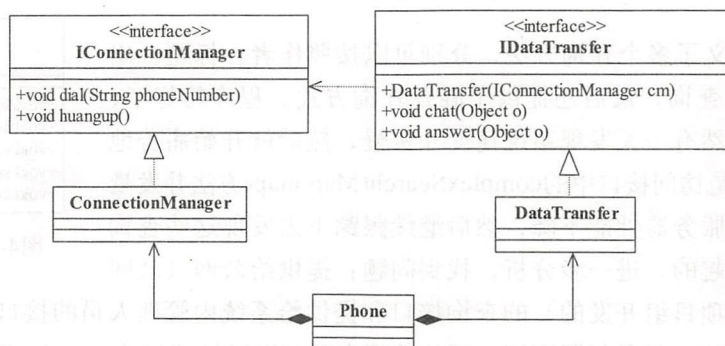 <<interface>>
IConnectionManager
+void dial(String phoneNumber)
+void huangup()
<<interface>>
IDataTransfer
+DataTransfer(IConnectionManager cm)
+void chat(Object o)
+void answer(Object o)
ConnectionManager
DataTransfer
Phone